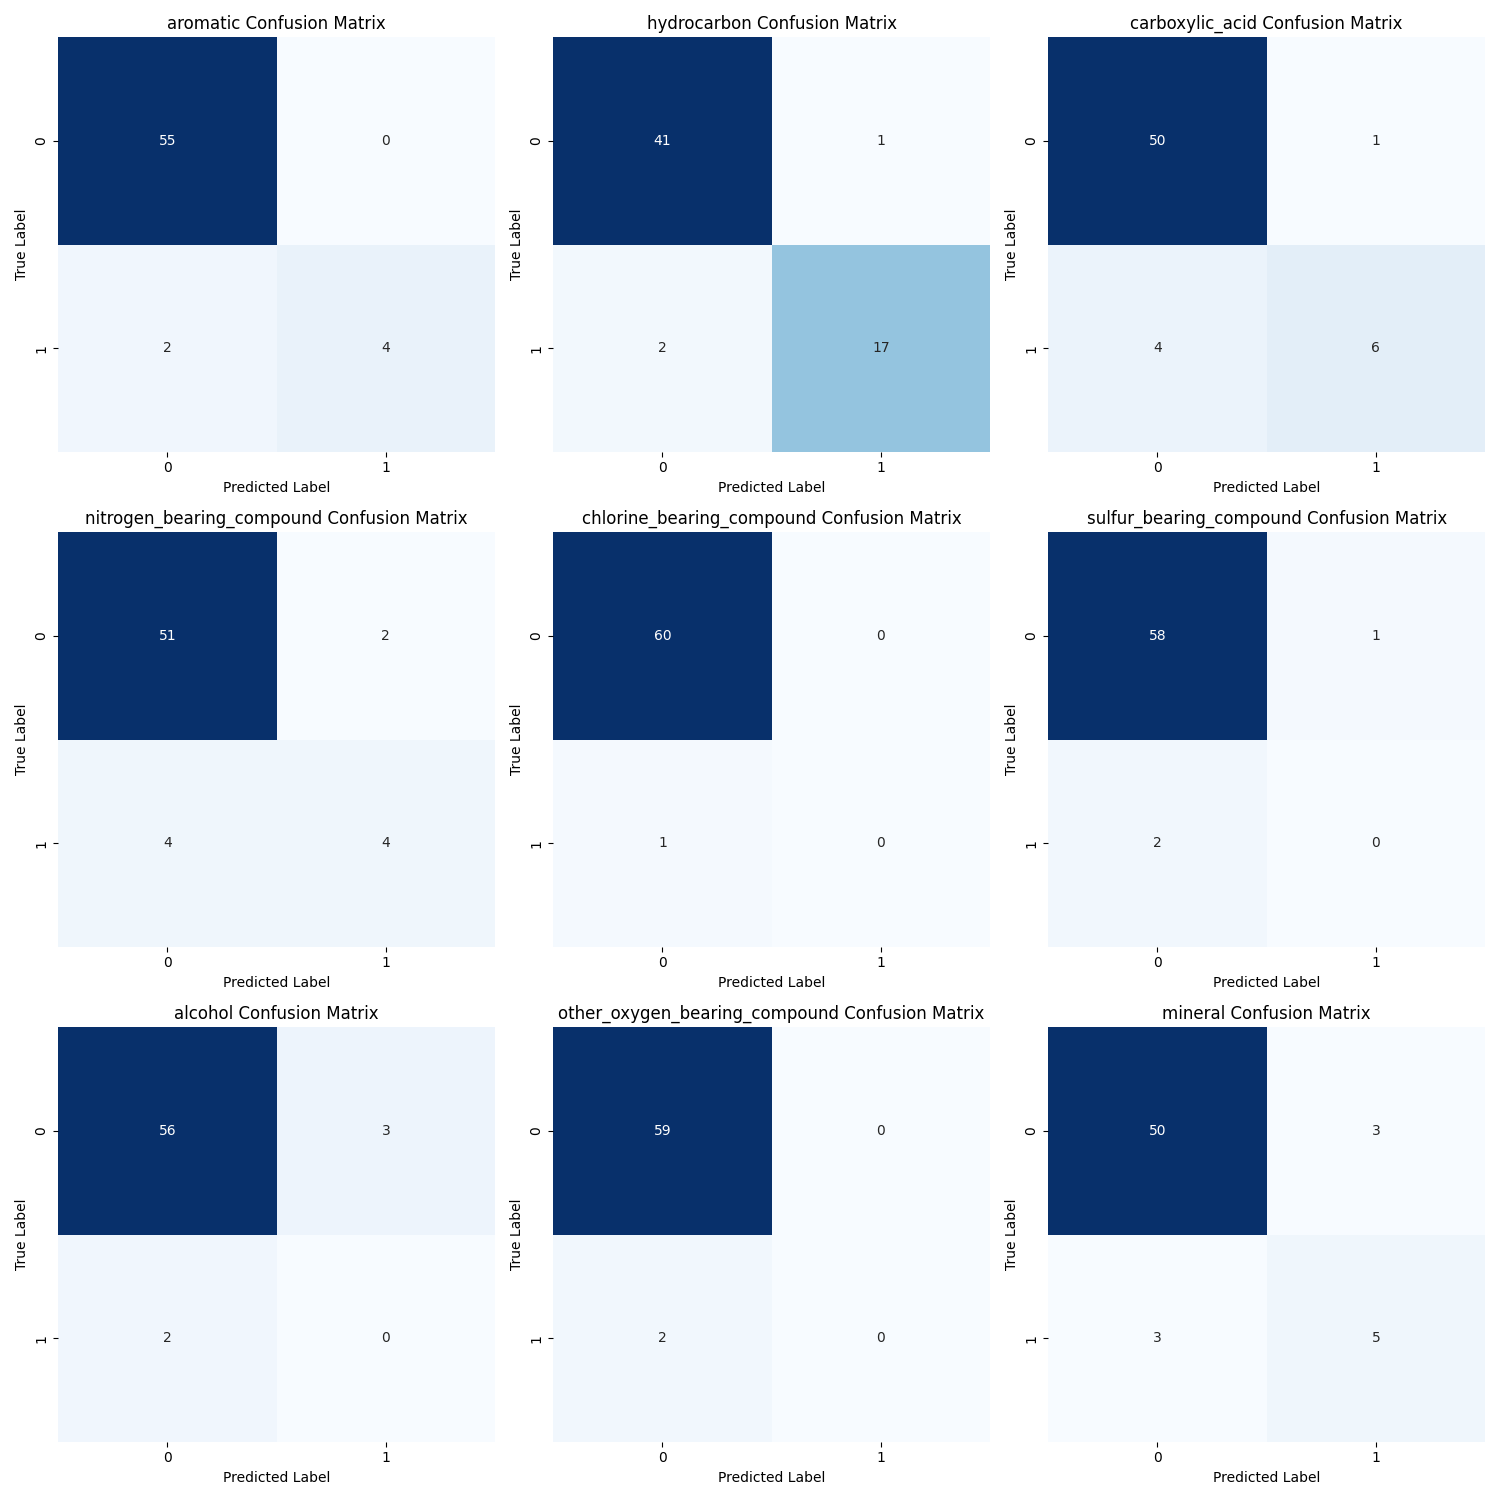 aromatic Confusion Matrix
0
55
0
True Label
1
2
4
0
1
Predicted Label
hydrocarbon Confusion Matrix
0
41
1
True Label
1
2
17
0
1
Predicted Label
carboxylic_acid Confusion Matrix
0
50
1
True Label
1
4
6
0
1
Predicted Label
nitrogen_bearing_compound Confusion Matrix
0
51
2
True Label
1
4
4
0
1
Predicted Label
chlorine_bearing_compound Confusion Matrix
0
60
0
True Label
1
1
0
0
1
Predicted Label
sulfur_bearing_compound Confusion Matrix
0
58
1
True Label
1
2
0
0
1
Predicted Label
alcohol Confusion Matrix
0
56
3
True Label
1
2
0
0
1
Predicted Label
other_oxygen_bearing_compound Confusion Matrix
0
59
0
True Label
1
2
0
0
1
Predicted Label
mineral Confusion Matrix
0
50
3
True Label
1
3
5
0
1
Predicted Label